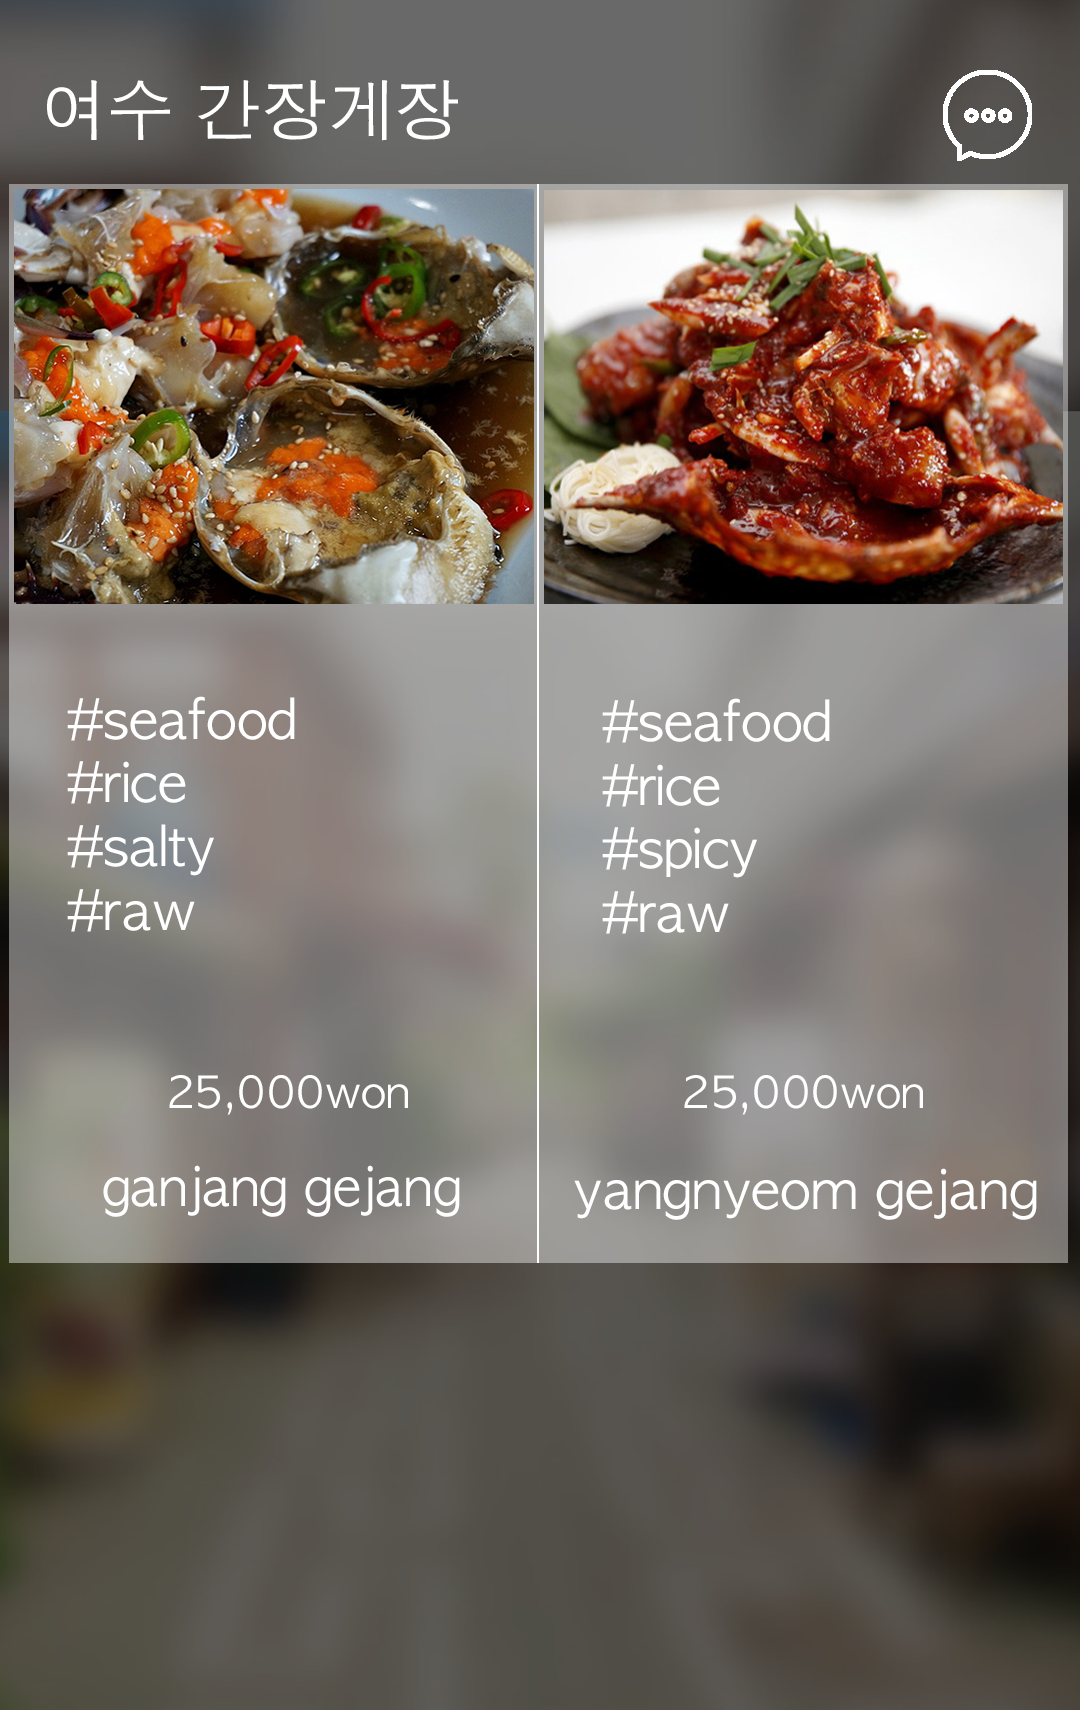 여수 간장게장
#seafood
#rice
#salty
#raw
25,000won
ganjang gejang
#seafood
#rice
#spicy
#raw
25,000won
yangnyeom gejang